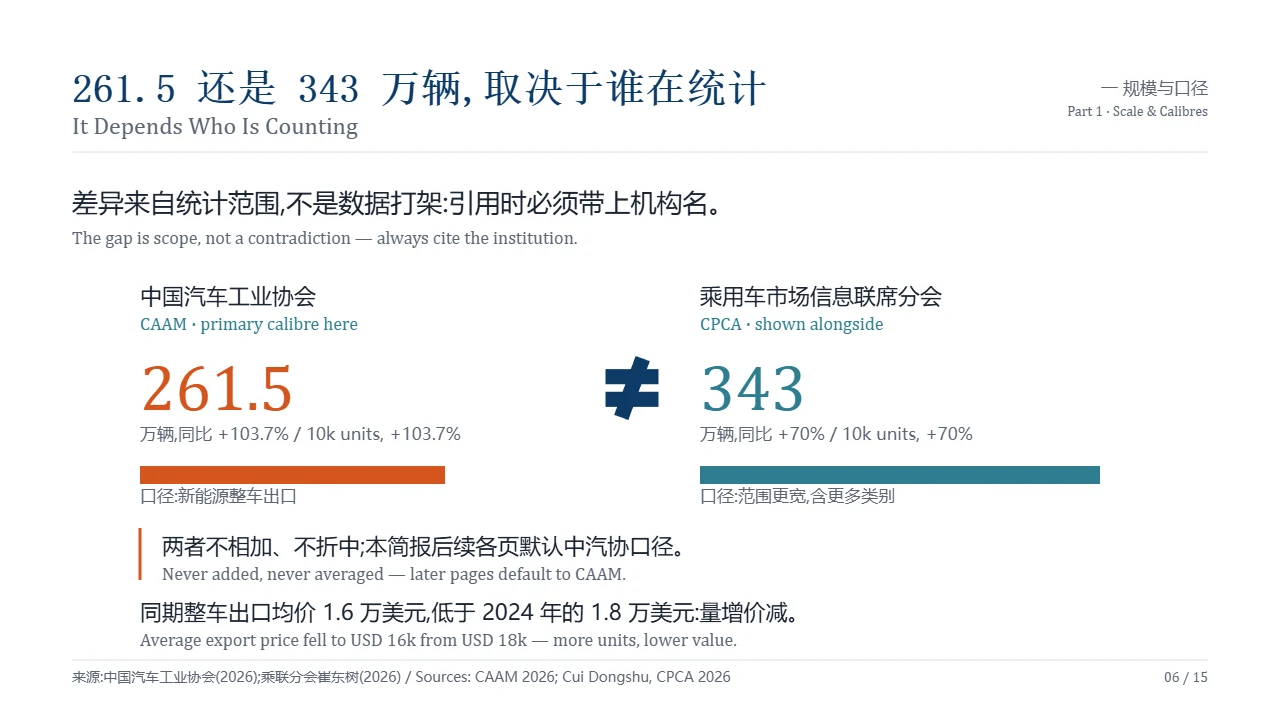 261.5 还是 343 万辆,取决于谁在统计
It Depends Who Is Counting
一 规模与口径
Part 1 · Scale & Calibres
差异来自统计范围,不是数据打架:引用时必须带上机构名。
The gap is scope, not a contradiction — always cite the institution.
中国汽车工业协会
CAAM · primary calibre here
261.5
万辆,同比 +103.7% / 10k units, +103.7%
口径:新能源整车出口
≠
乘用车市场信息联席分会
CPCA · shown alongside
343
万辆,同比 +70% / 10k units, +70%
口径:范围更宽,含更多类别
两者不相加、不折中;本简报后续各页默认中汽协口径。
Never added, never averaged — later pages default to CAAM.
同期整车出口均价 1.6 万美元,低于 2024 年的 1.8 万美元:量增价减。
Average export price fell to USD 16k from USD 18k — more units, lower value.
来源:中国汽车工业协会(2026);乘联分会崔东树(2026) / Sources: CAAM 2026; Cui Dongshu, CPCA 2026
06 / 15